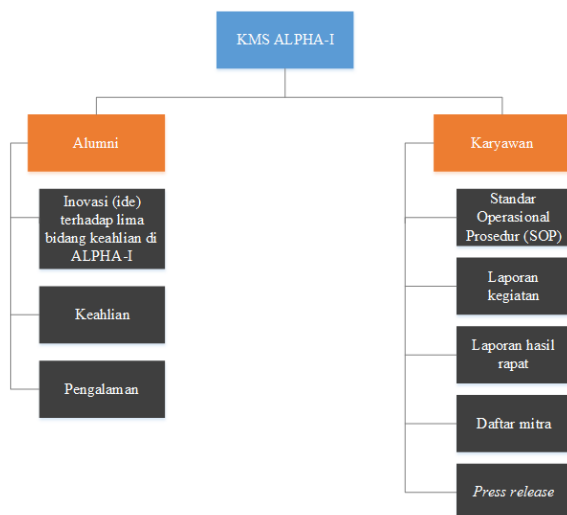 KMS ALPHA-I
Alumni
Inovasi (ide)
terhadap lima
bidang keahlian di
ALPHA-I
Keahlian
Pengalaman
Karyawan
Standar
Operasional
Prosedur (SOP)
Laporan
kegiatan
Laporan hasil
rapat
Daftar mitra
Press release